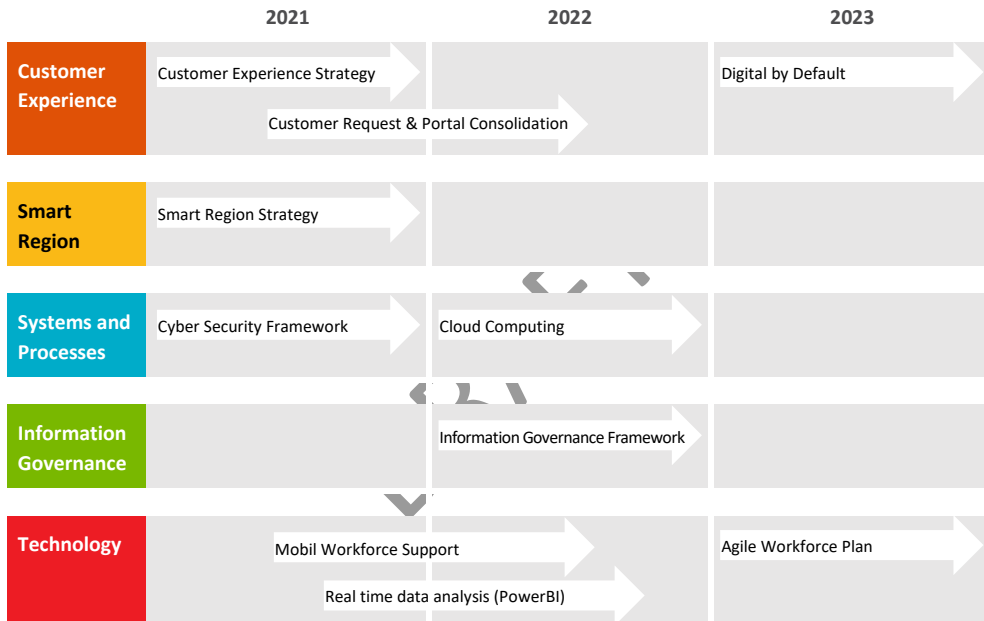 2021 2022 2023
Customer
Experience
Customer Experience Strategy
Digital by Default
Customer Request & Portal Consolidation
Smart
Region
Smart Region Strategy
Systems and
Processes
Cyber Security Framework
Cloud Computing
Information
Governance
Information Governance Framework
Technology
Mobil Workforce Support
Agile Workforce Plan
Real time data analysis (PowerBI)